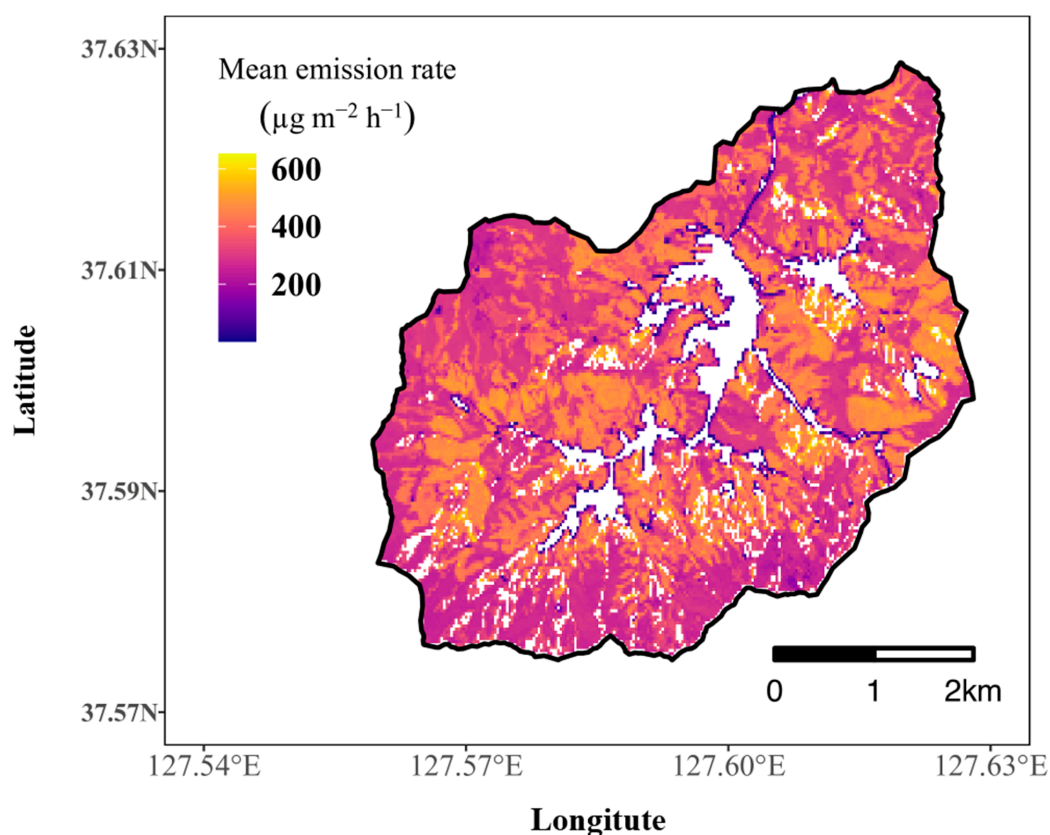 37.63N
Mean emission rate
(µg m−2 h−1)
600
400
200
37.61N
Latitude
37.59N
0 1 2km
37.57N
127.54°E 127.57°E 127.60°E 127.63°E
Longitute